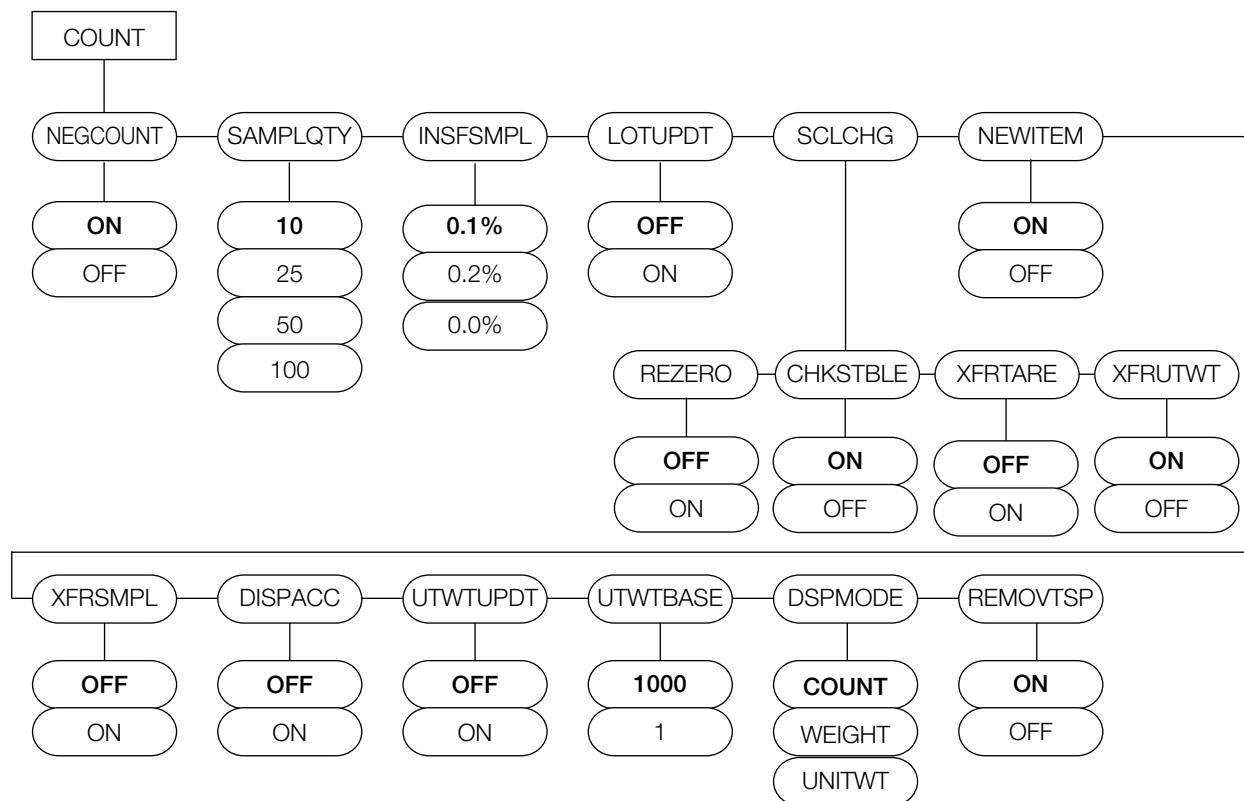 COUNT
NEGCOUNT SAMPLQTY INSFSMPL LOTUPDT SCLCHG NEWITEM
ON 10 0.1% OFF ON
OFF 25 0.2% ON OFF
50 0.0%
100
REZERO CHKSTBLE XFRTARE XFRUTWT
OFF ON OFF ON
ON OFF ON OFF
XFRSMPL DISPACC UTWTUPDT UTWTBASE DSPMODE REMOVTSP
OFF OFF OFF 1000 COUNT ON
ON ON ON 1 WEIGHT OFF
UNITWT